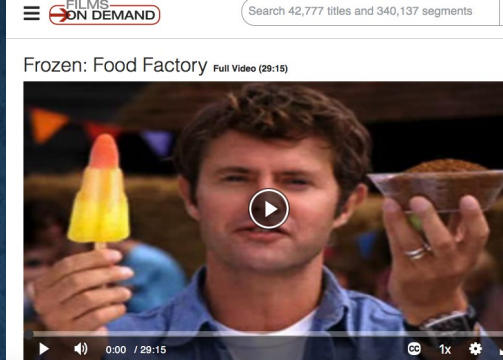 FILMS
ON DEMAND
Search 42,777 titles and 340,137 segments
Frozen: Food Factory Full Video (29:15)
0:00 / 29:15
CC
1x